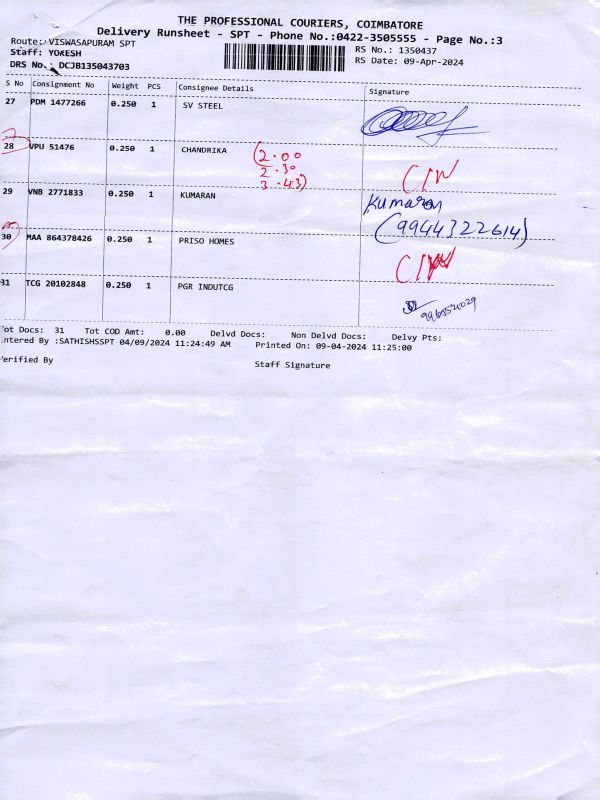 THE PROFESSIONAL COURIERS, COIMBATORE
Delivery Runsheet - SPT - Phone No.:0422-3505555 - Page No.:3
Route: VISWASAPURAM SPT
RS No.: 1350437
Staff: YOKESH
RS Date: 09-Apr-2024
DRS No.: DCJB135043703
S No Consignment No Weight PCS Consignee Details Signature
27 PDM 1477266 0.250 1 SV STEEL
28 VPU 51476 0.250 1 CHANDRIKA (2.00
2.30
3.43)
CIW
29 VNB 2771833 0.250 1 KUMARAN Kumaran
(9944322614)
30 MAA 864378426 0.250 1 PRISO HOMES
31 TCG 20102848 0.250 1 PGR INDUTCG
ot Docs: 31 Tot COD Amt: 0.00 Delvd Docs: Non Delvd Docs: Delvy Pts:
ntered By :SATHISHSSPT 04/09/2024 11:24:49 AM Printed On: 09-04-2024 11:25:00
erified By
Staff Signature